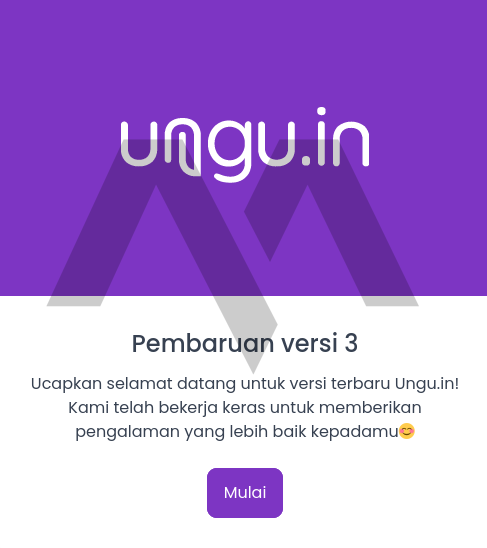 ungu.in
Pembaruan versi 3
Ucapkan selamat datang untuk versi terbaru Ungu.in!
Kami telah bekerja keras untuk memberikan
pengalaman yang lebih baik kepadamu😊
Mulai